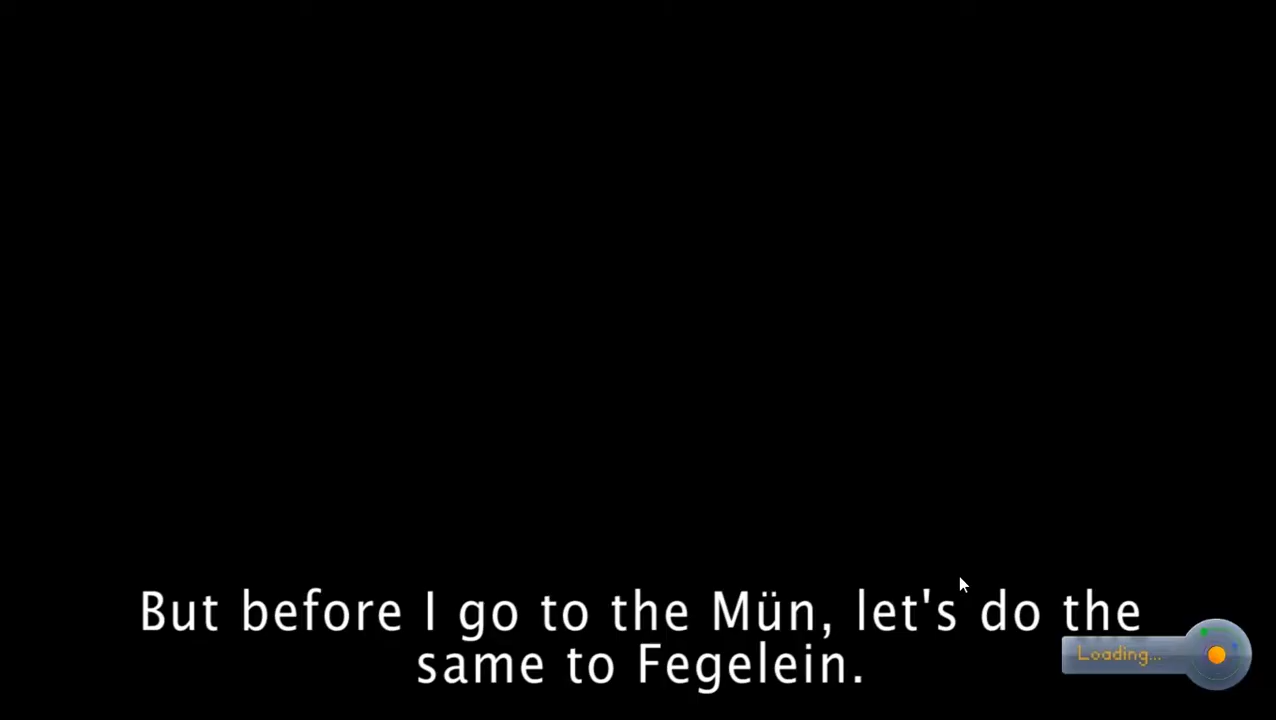 But before I go to the Mün, let's do the
same to Fegelein.
Loading...